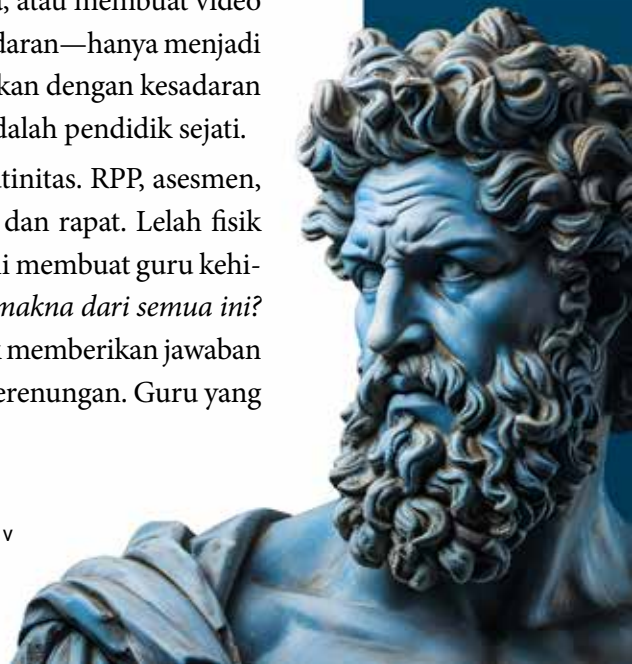 , atau membuat video
daran—hanya menjadi
kan dengan kesadaran
dalah pendidik sejati.
tinitas. RPP, asesmen,
dan rapat. Lelah fisik
i membuat guru kehi-
makna dari semua ini?
memberikan jawaban
erenungan. Guru yang
v